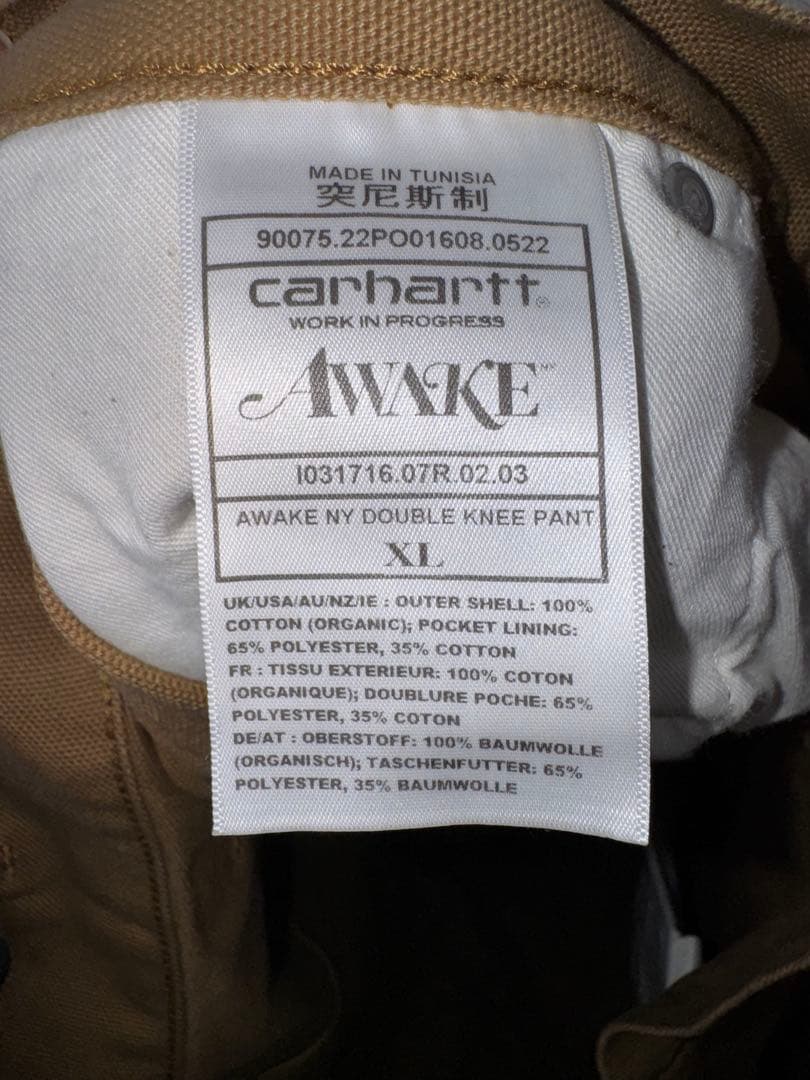 MADE IN TUNISIA
突尼斯制
90075.22PO01608.0522
carhartt®
WORK IN PROGRESS
AWAKE™
I031716.07R.02.03
AWAKE NY DOUBLE KNEE PANT
XL
UK/USA/AU/NZ/IE : OUTER SHELL: 100%
COTTON (ORGANIC); POCKET LINING:
65% POLYESTER, 35% COTTON
FR : TISSU EXTERIEUR: 100% COTON
(ORGANIQUE); DOUBLURE POCHE: 65%
POLYESTER, 35% COTON
DE/AT : OBERSTOFF: 100% BAUMWOLLE
(ORGANISCH); TASCHENFUTTER: 65%
POLYESTER, 35% BAUMWOLLE